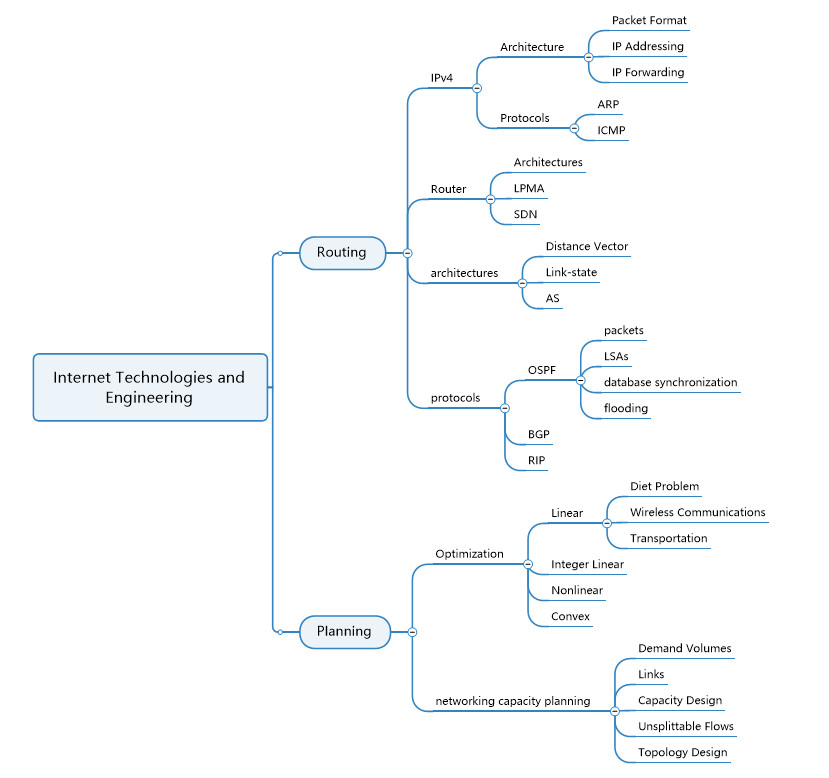 Internet Technologies and
Engineering
Routing
IPv4
Architecture
Packet Format
IP Addressing
IP Forwarding
Protocols
ARP
ICMP
Router
Architectures
LPMA
SDN
architectures
Distance Vector
Link-state
AS
protocols
OSPF
packets
LSAs
database synchronization
flooding
BGP
RIP
Planning
Optimization
Linear
Diet Problem
Wireless Communications
Transportation
Integer Linear
Nonlinear
Convex
networking capacity planning
Demand Volumes
Links
Capacity Design
Unsplittable Flows
Topology Design